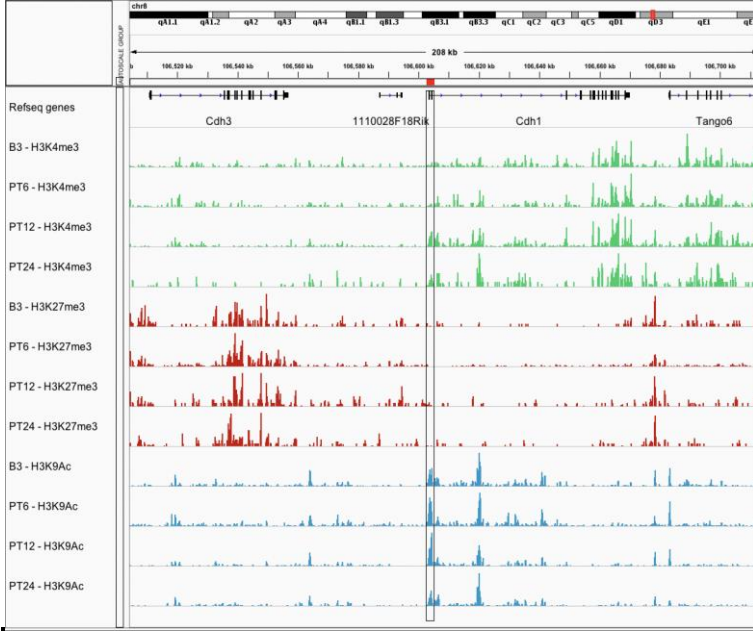 chr8
qA1.1 qA1.2 qA2 qA3 qA4 qB1.1 qB1.3 qB3.1 qB3.3 qC1 qC2 qC3 qC5 qD1 qD3 qE1
208 kb
106,520 kb 106,540 kb 106,560 kb 106,580 kb 106,600 kb 106,620 kb 106,640 kb 106,660 kb 106,680 kb 106,700 kb
AUTOSCALE GROUP
Refseq genes
Cdh3 1110028F18Rik Cdh1 Tango6
B3 - H3K4me3
PT6 - H3K4me3
PT12 - H3K4me3
PT24 - H3K4me3
B3 - H3K27me3
PT6 - H3K27me3
PT12 - H3K27me3
PT24 - H3K27me3
B3 - H3K9Ac
PT6 - H3K9Ac
PT12 - H3K9Ac
PT24 - H3K9Ac